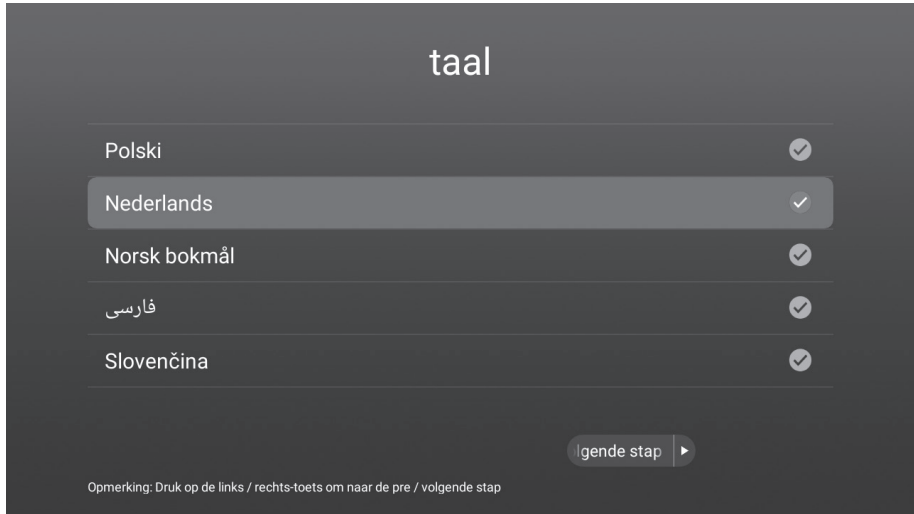 taal
Polski
Nederlands
Norsk bokmål
فارسی
Slovenčina
lgende stap
Opmerking: Druk op de links / rechts-toets om naar de pre / volgende stap